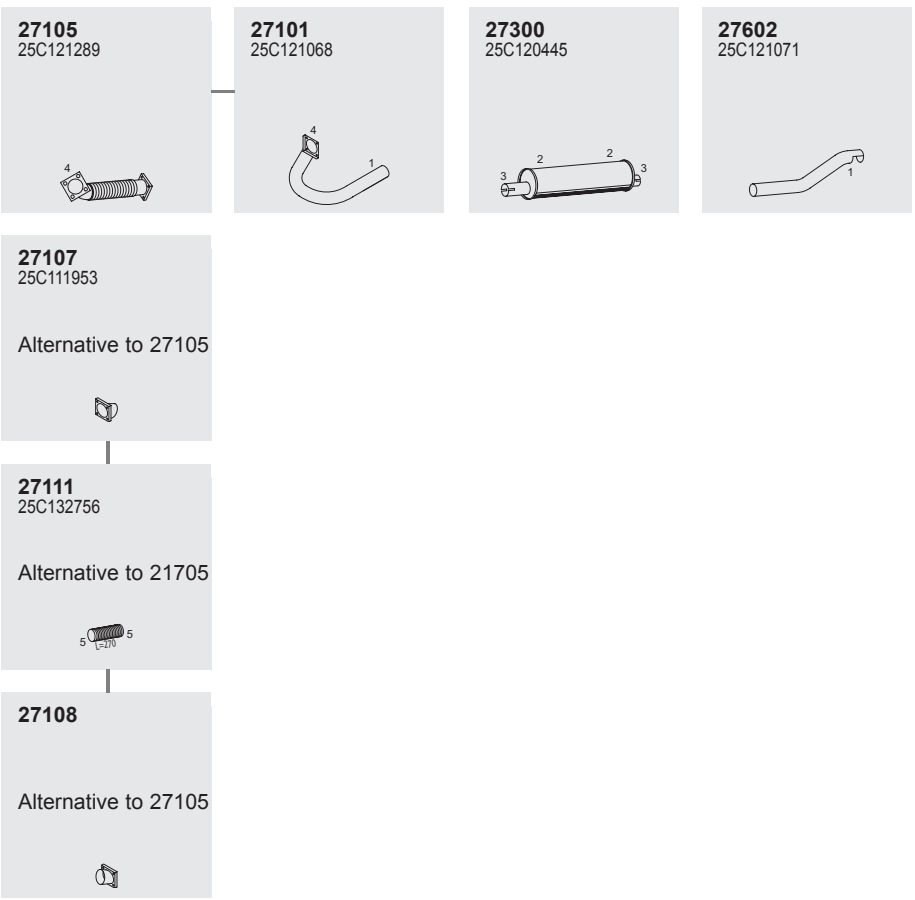 27105
25C121289
4
27101
25C121068
4
1
27300
25C120445
2
2
3
3
27602
25C121071
1
27107
25C111953
Alternative to 27105
27111
25C132756
Alternative to 21705
5
5
L=270
27108
Alternative to 27105